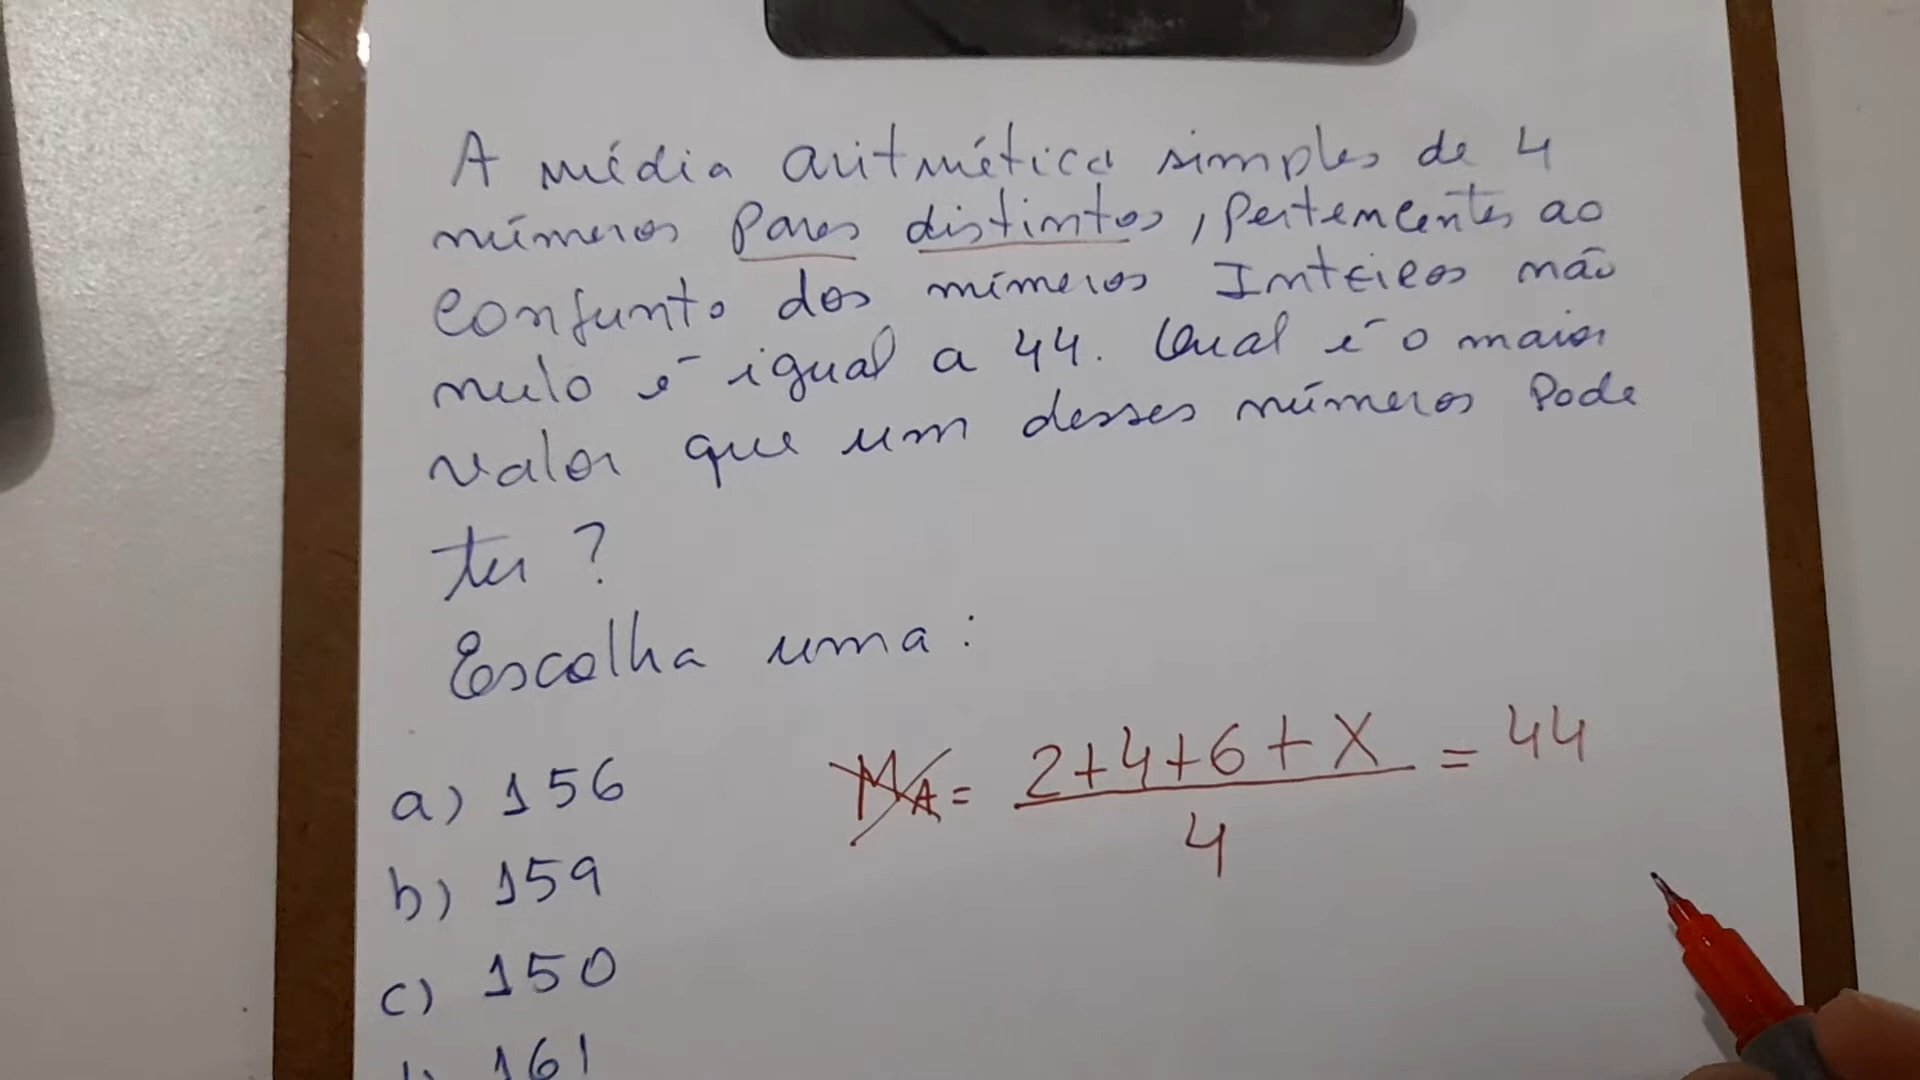 A média aritmética simples de 4
números Pares distintos, Pertencentes ao
conjunto dos números Inteiros não
nulo é igual a 44. Qual é o maior
valor que um desses números Pode
ter?
Escolha uma:
a) 156
MA = 2+4+6+X / 4 = 44
b) 159
c) 150
161